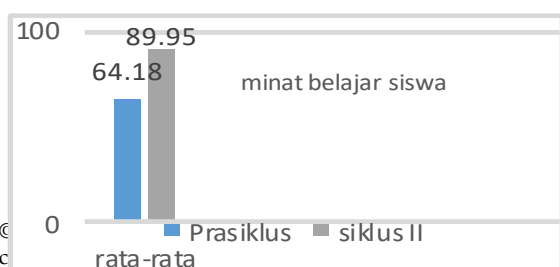 100
89.95
64.18
minat belajar siswa
0
Prasiklus siklus II
rata-rata
©
c